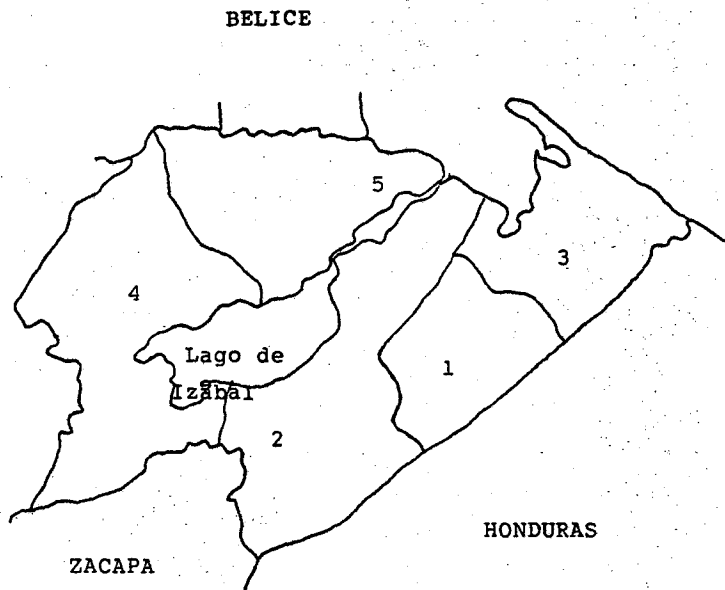 BELICE
5
3
4
Lago de
Izabal
1
2
HONDURAS
ZACAPA